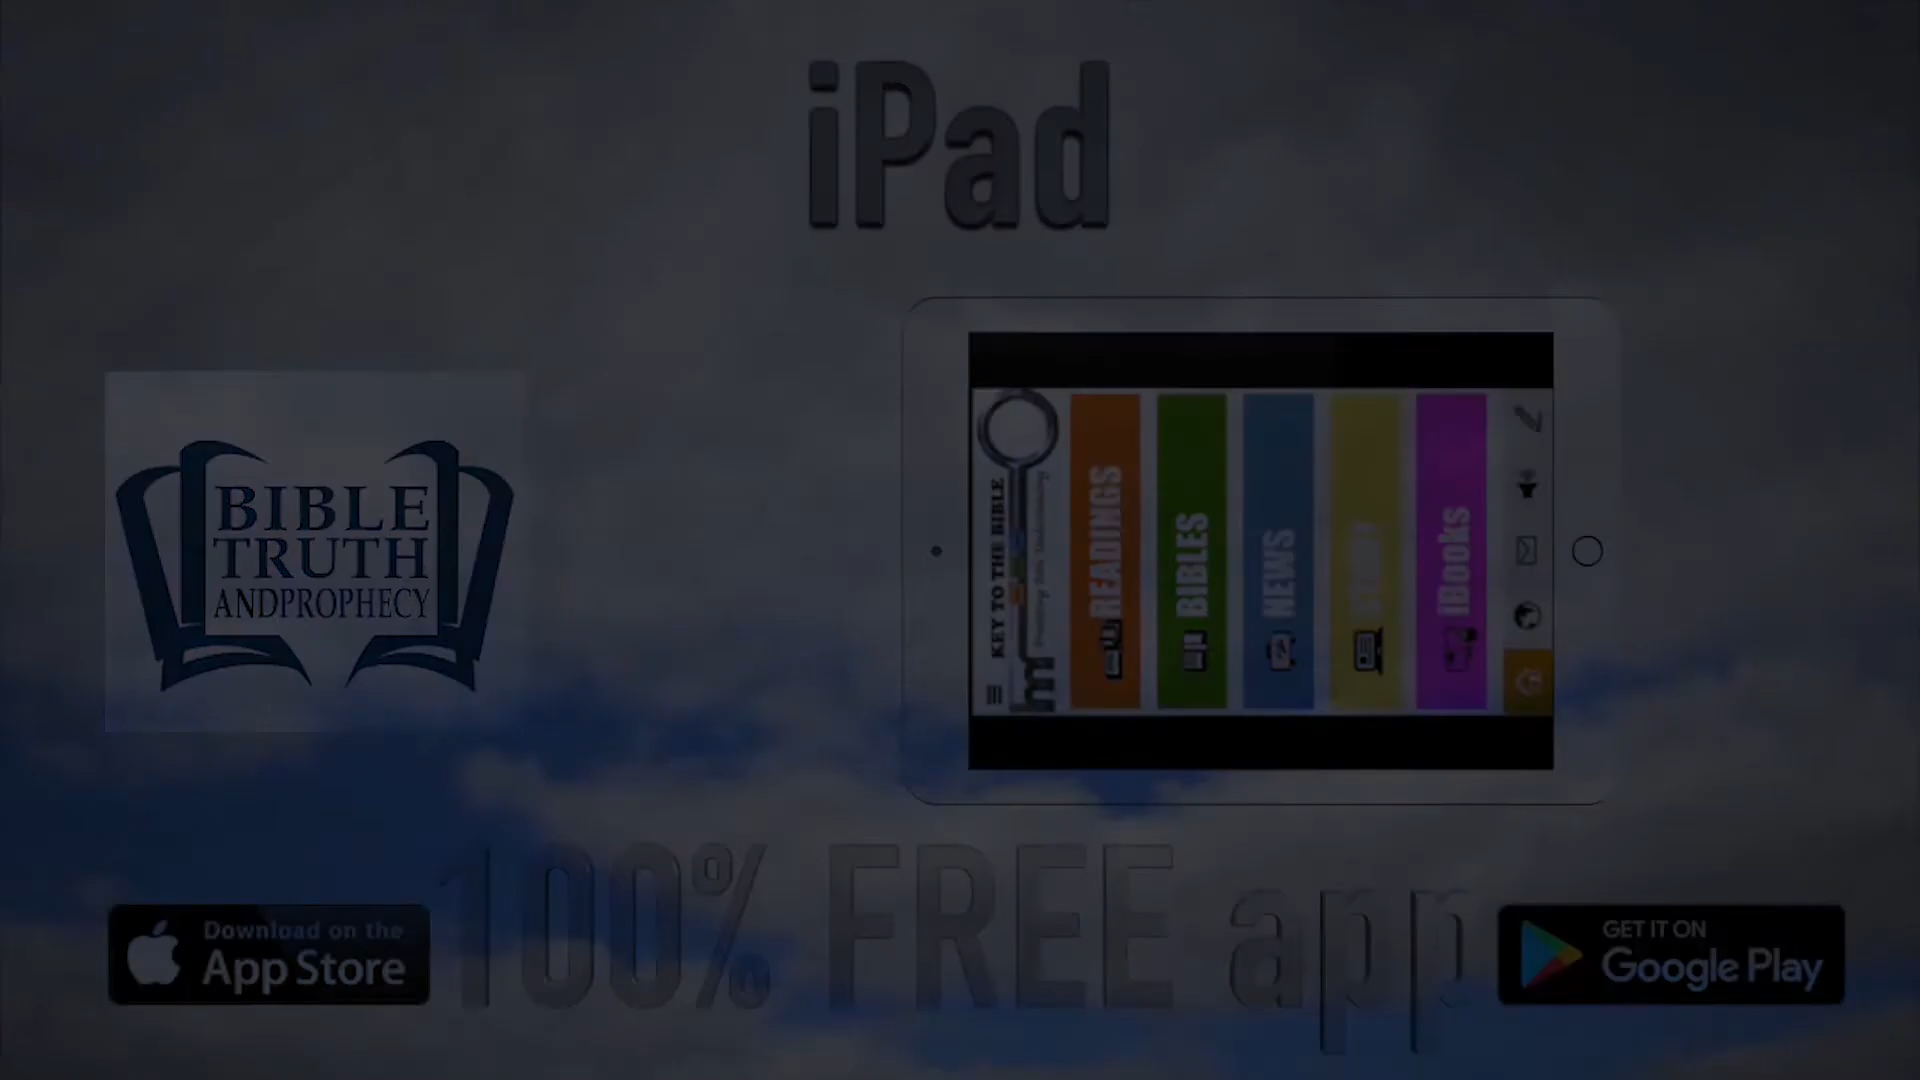 iPad
BIBLE
TRUTH
ANDPROPHECY
KEY TO THE BIBLE
READINGS
BIBLES
NEWS
STUDY
iBooks
100% FREE app
Download on the
App Store
GET IT ON
Google Play